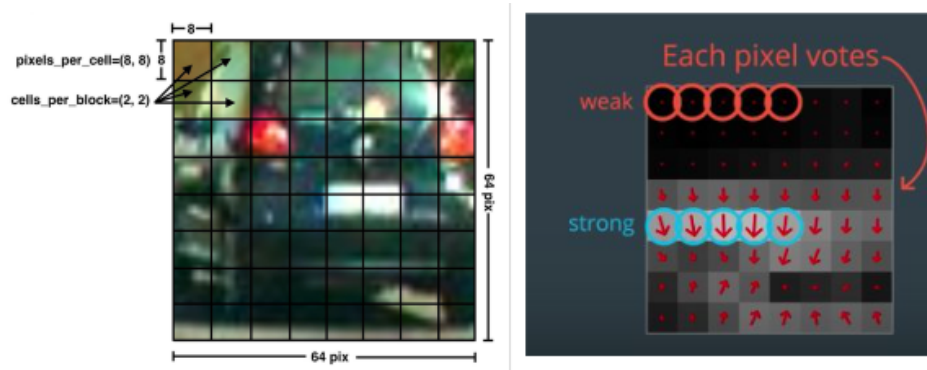 8
pixels_per_cell=(8, 8)
8
cells_per_block=(2, 2)
64 pix
64 pix
Each pixel votes
weak
strong